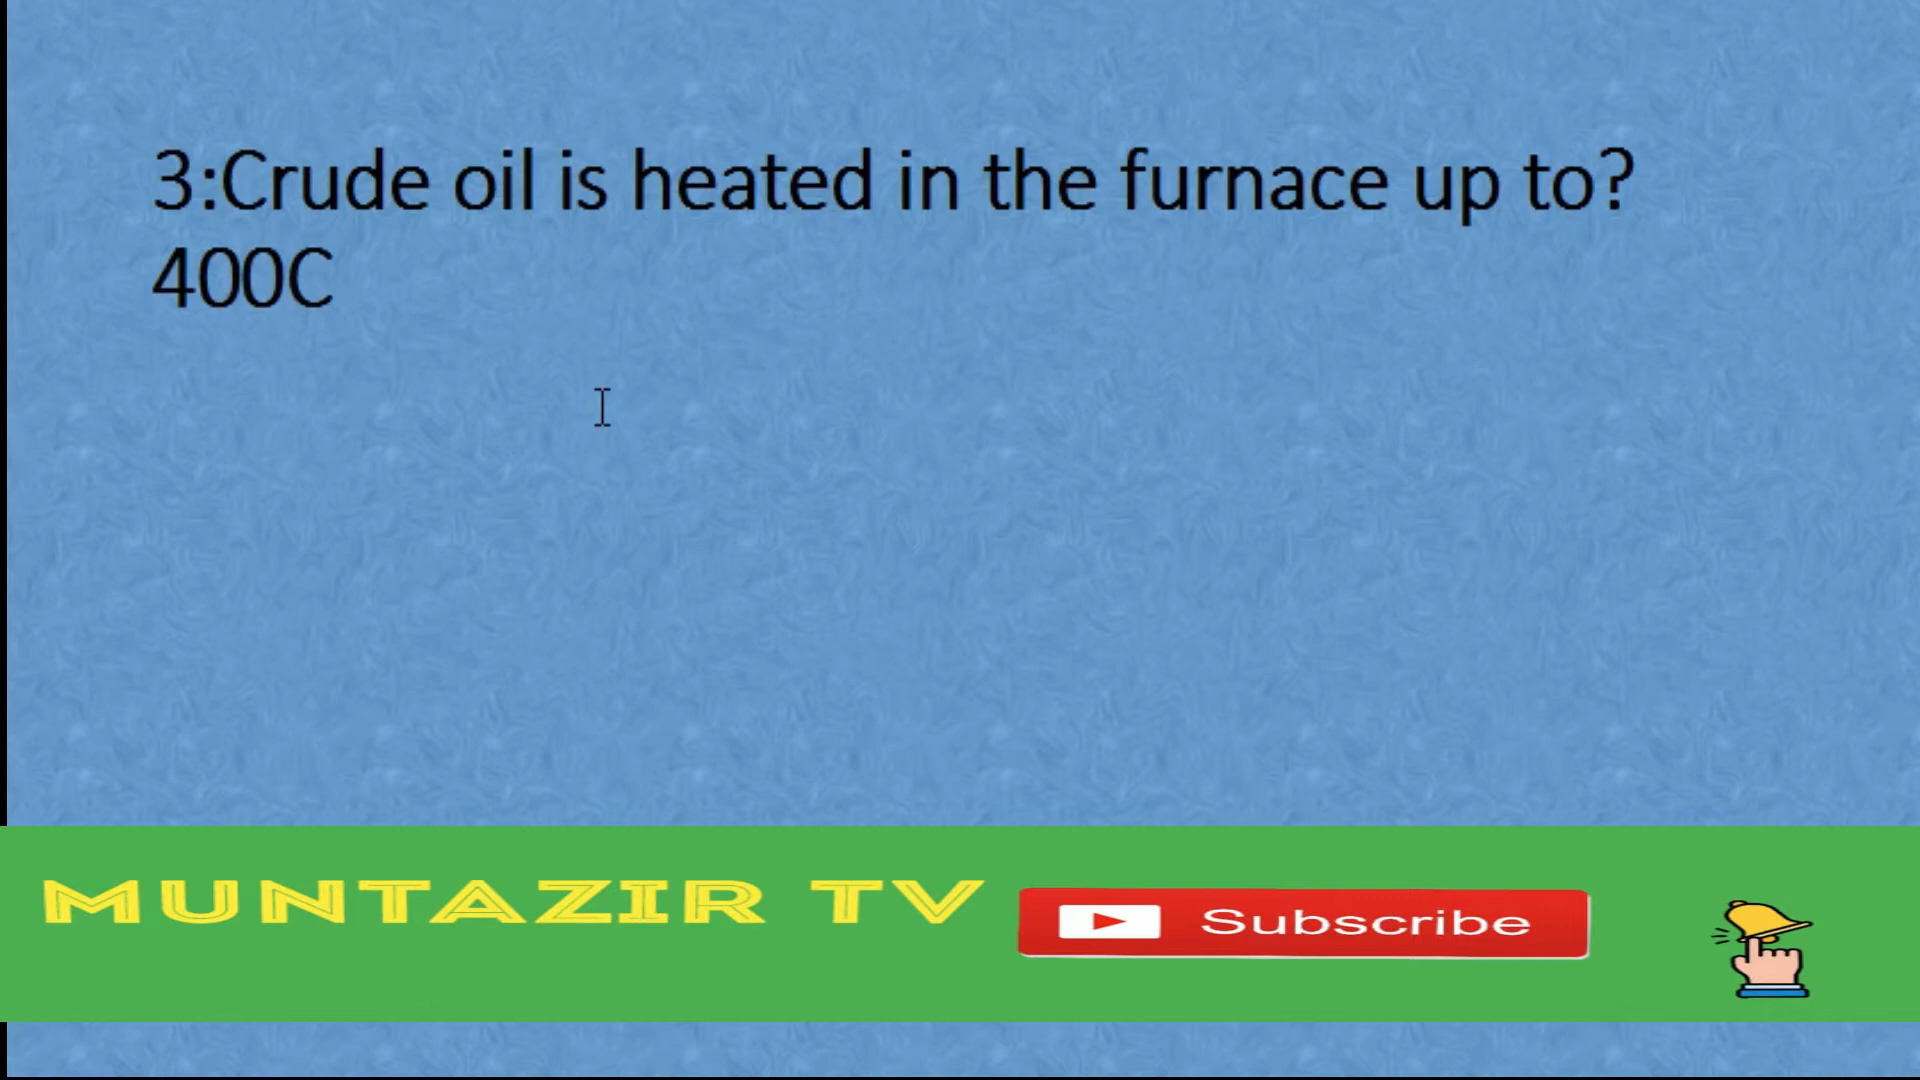 3:Crude oil is heated in the furnace up to?
400C
MUNTAZIR TV
Subscribe